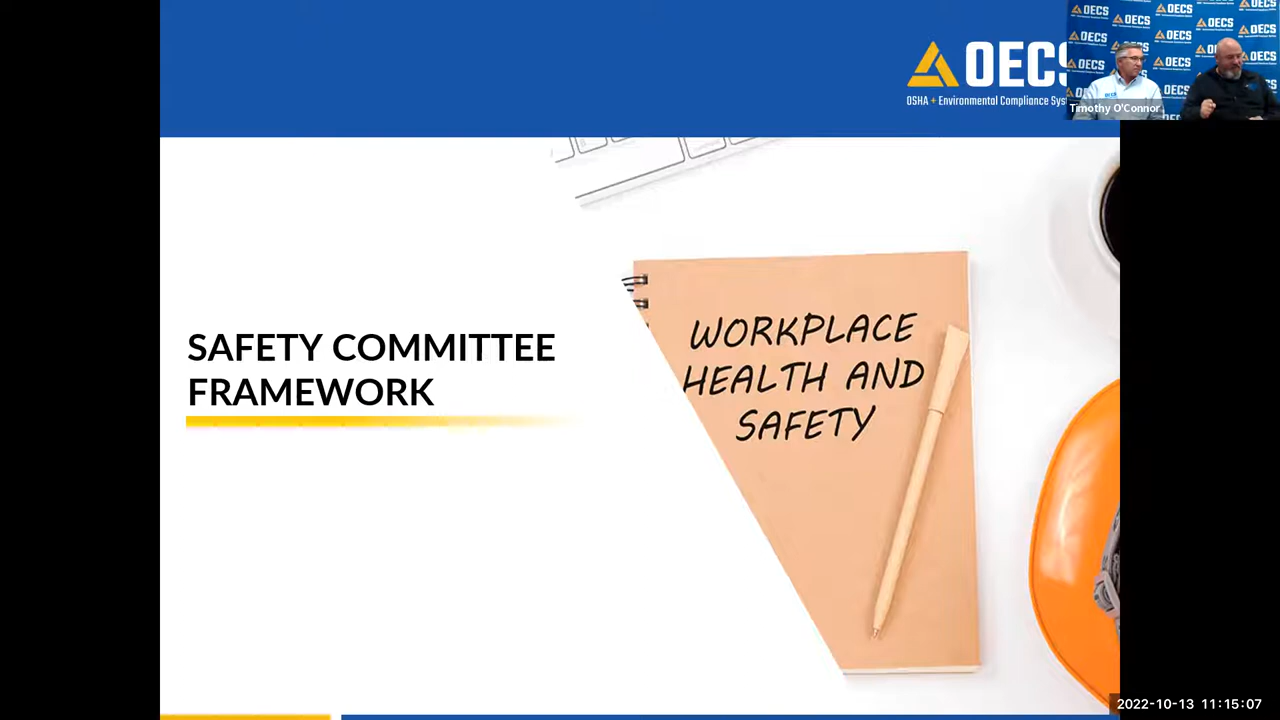 OECS
OSHA + Environmental Compliance Sys
Timothy O'Connor
OECS
SAFETY COMMITTEE
FRAMEWORK
WORKPLACE
HEALTH AND
SAFETY
2022-10-13 11:15:07